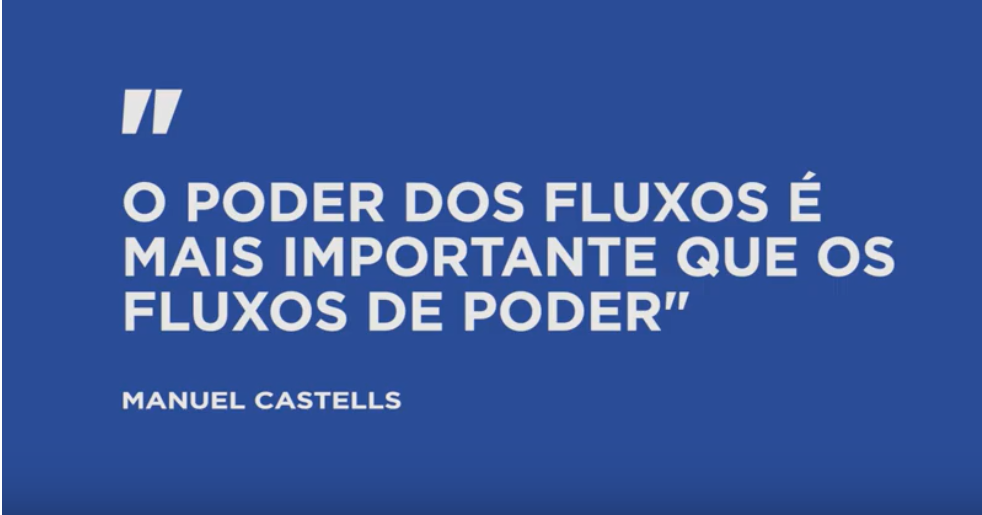 "
O PODER DOS FLUXOS É
MAIS IMPORTANTE QUE OS
FLUXOS DE PODER"
MANUEL CASTELLS